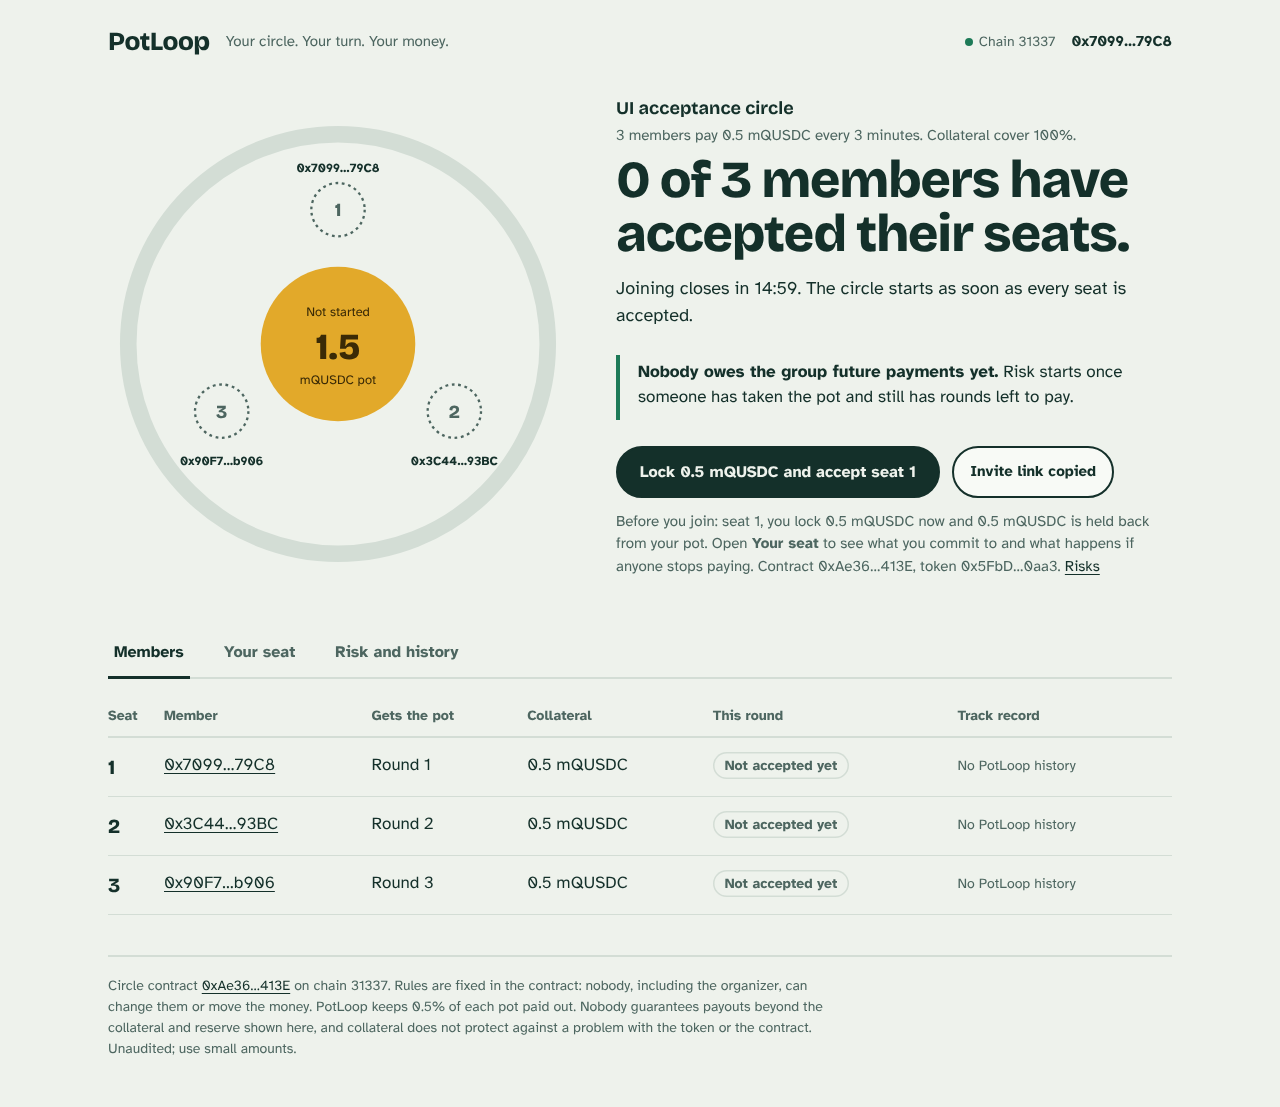 PotLoop Your circle. Your turn. Your money. Chain 31337 0x7099…79C8
0x7099…79C8
1
Not started
1.5
mQUSDC pot
3
2
0x90F7…b906
0x3C44…93BC
UI acceptance circle
3 members pay 0.5 mQUSDC every 3 minutes. Collateral cover 100%.
0 of 3 members have
accepted their seats.
Joining closes in 14:59. The circle starts as soon as every seat is
accepted.
Nobody owes the group future payments yet. Risk starts once
someone has taken the pot and still has rounds left to pay.
Lock 0.5 mQUSDC and accept seat 1 Invite link copied
Before you join: seat 1, you lock 0.5 mQUSDC now and 0.5 mQUSDC is held back
from your pot. Open Your seat to see what you commit to and what happens if
anyone stops paying. Contract 0xAe36…413E, token 0x5FbD…0aa3. Risks
Members Your seat Risk and history
Seat Member Gets the pot Collateral This round Track record
1 0x7099…79C8 Round 1 0.5 mQUSDC Not accepted yet No PotLoop history
2 0x3C44…93BC Round 2 0.5 mQUSDC Not accepted yet No PotLoop history
3 0x90F7…b906 Round 3 0.5 mQUSDC Not accepted yet No PotLoop history
Circle contract 0xAe36…413E on chain 31337. Rules are fixed in the contract: nobody, including the organizer, can
change them or move the money. PotLoop keeps 0.5% of each pot paid out. Nobody guarantees payouts beyond the
collateral and reserve shown here, and collateral does not protect against a problem with the token or the contract.
Unaudited; use small amounts.